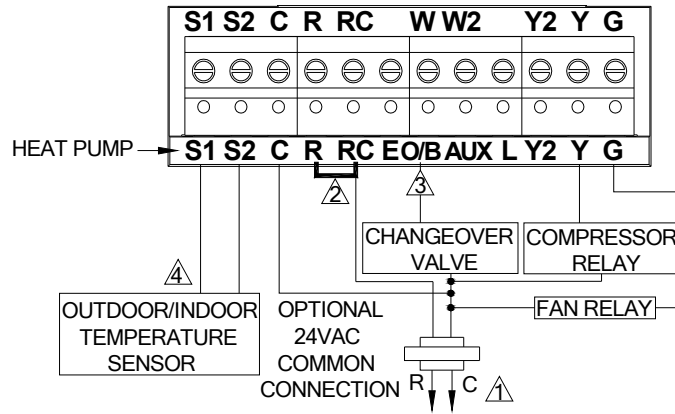 S1 S2 C R RC W W2 Y2 Y G
HEAT PUMP
S1 S2 C R RC E O/B AUX L Y2 Y G
2
3
CHANGEOVER
VALVE
COMPRESSOR
RELAY
4
OUTDOOR/INDOOR
TEMPERATURE
SENSOR
OPTIONAL
24VAC
COMMON
CONNECTION
FAN RELAY
R C 1